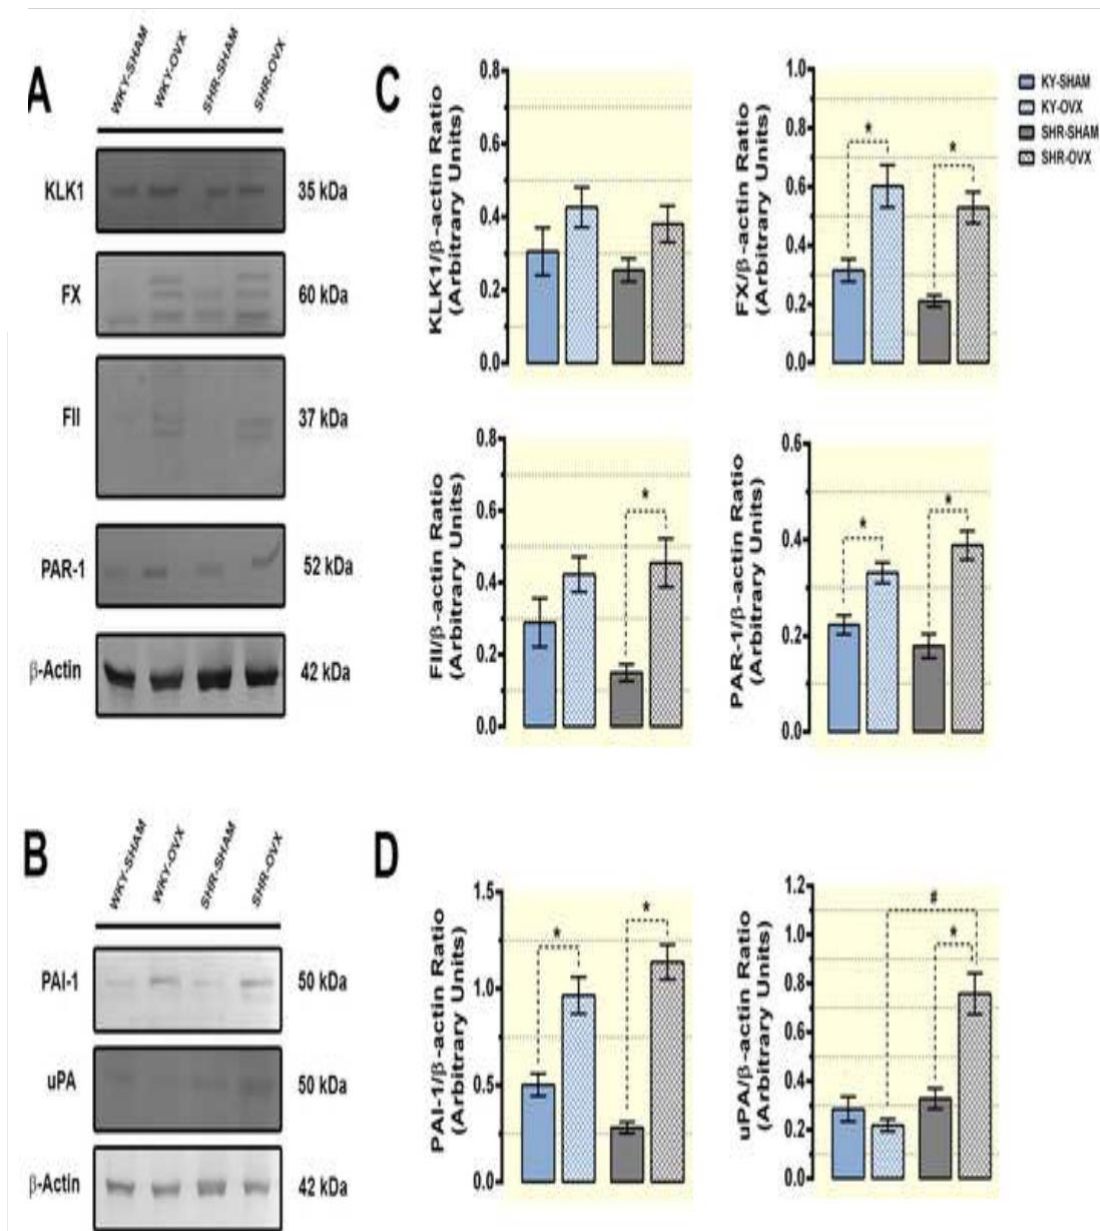 A
WKY-SHAM
WKY-OVX
SHR-SHAM
SHR-OVX
KLK1
35 kDa
FX
60 kDa
FII
37 kDa
PAR-1
52 kDa
β-Actin
42 kDa
B
WKY-SHAM
WKY-OVX
SHR-SHAM
SHR-OVX
PAI-1
50 kDa
uPA
50 kDa
β-Actin
42 kDa
C
KLK1/β-actin Ratio
(Arbitrary Units)
0.8
0.6
0.4
0.2
0.0
FX/β-actin Ratio
(Arbitrary Units)
1.0
0.8
0.6
0.4
0.2
0.0
*
*
KY-SHAM
KY-OVX
SHR-SHAM
SHR-OVX
FII/β-actin Ratio
(Arbitrary Units)
0.8
0.6
0.4
0.2
0.0
*
PAR-1/β-actin Ratio
(Arbitrary Units)
0.6
0.4
0.2
0.0
*
*
D
PAI-1/β-actin Ratio
(Arbitrary Units)
1.5
1.0
0.5
0.0
*
*
uPA/β-actin Ratio
(Arbitrary Units)
1.2
1.0
0.8
0.6
0.4
0.2
0.0
#
*